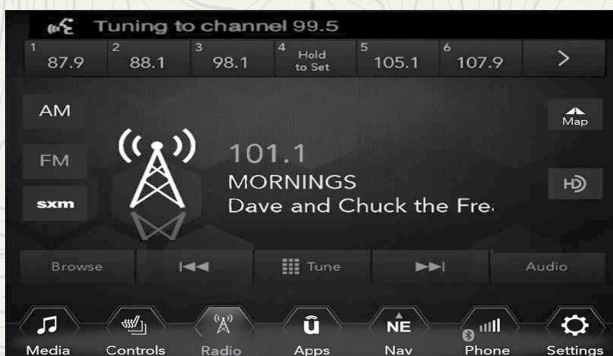 Tuning to channel 99.5
1 87.9 2 88.1 3 98.1 4 Hold to Set 5 105.1 6 107.9 >
AM
Map
101.1
FM
MORNINGS
HD
sxm
Dave and Chuck the Fre
Browse Tune Audio
û NE
Media Controls Radio Apps Nav Phone Settings